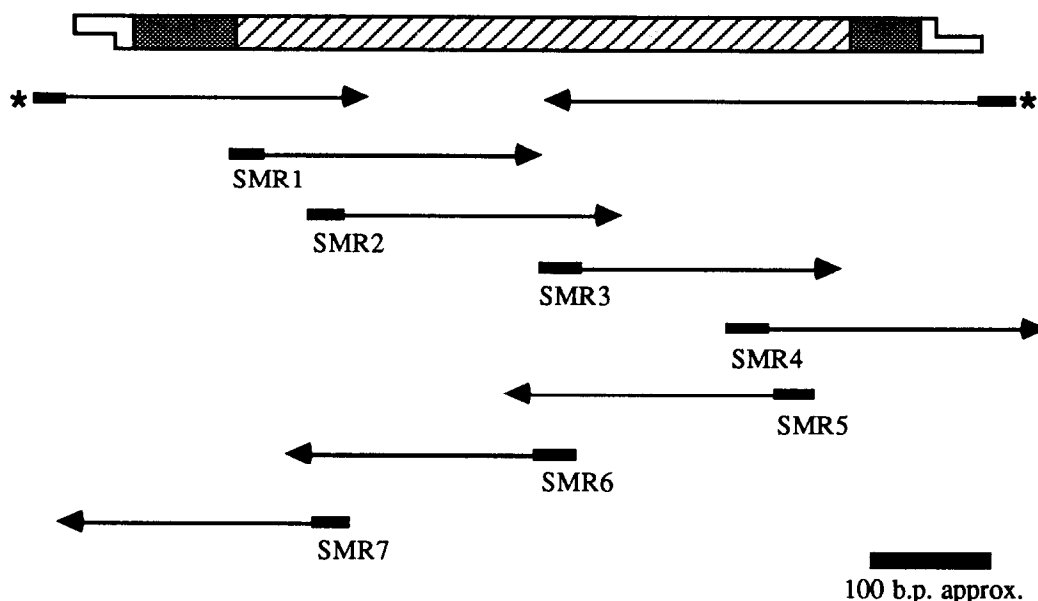 * *
SMR1
SMR2
SMR3
SMR4
SMR5
SMR6
SMR7
100 b.p. approx.